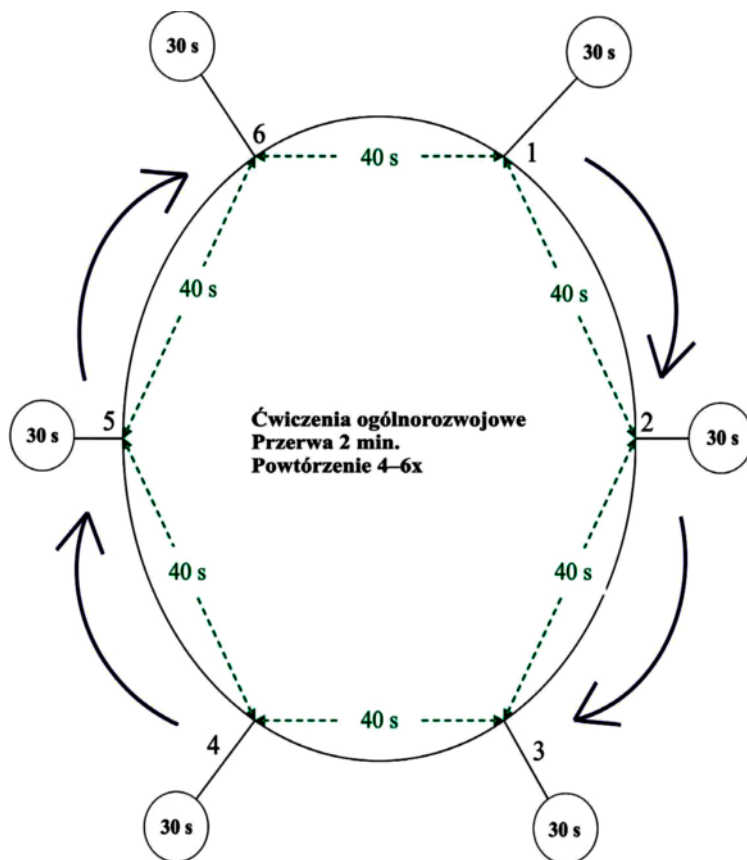 30 s
30 s
6
1
40 s
40 s
40 s
5
2
30 s
30 s
Ćwiczenia ogólnorozwojowe
Przerwa 2 min.
Powtórzenie 4–6x
40 s
40 s
40 s
4
3
30 s
30 s